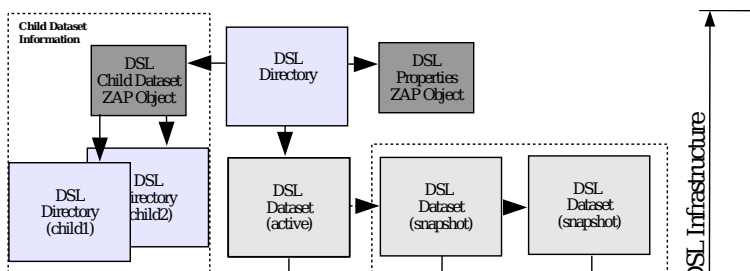 Child Dataset
Information
DSL
Child Dataset
ZAP Object
DSL
Directory
DSL
Properties
ZAP Object
DSL
Directory
(child1)
DSL
irectory
child2)
DSL
Dataset
(active)
DSL
Dataset
(snapshot)
DSL
Dataset
(snapshot)
DSL Infrastructure